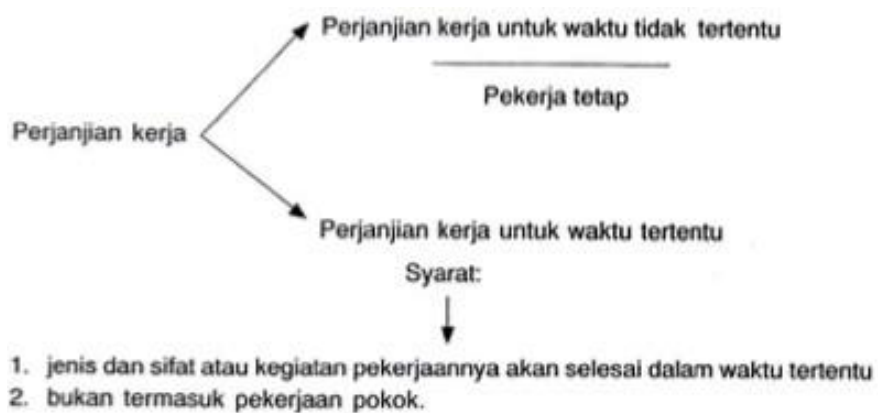 Perjanjian kerja untuk waktu tidak tertentu
Pekerja tetap
Perjanjian kerja
Perjanjian kerja untuk waktu tertentu
Syarat:
1. jenis dan sifat atau kegiatan pekerjaannya akan selesai dalam waktu tertentu
2. bukan termasuk pekerjaan pokok.